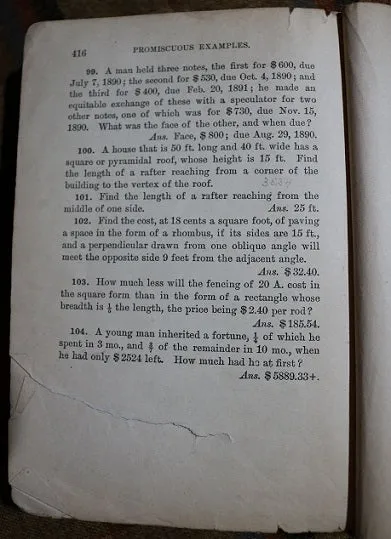 416 PROMISCUOUS EXAMPLES.
99. A man held three notes, the first for $600, due
July 7, 1890; the second for $530, due Oct. 4, 1890; and
the third for $400, due Feb. 20, 1891; he made an
equitable exchange of these with a speculator for two
other notes, one of which was for $730, due Nov. 15,
1890. What was the face of the other, and when due?
Ans. Face, $800; due Aug. 29, 1890.
100. A house that is 50 ft. long and 40 ft. wide has a
square or pyramidal roof, whose height is 15 ft. Find
the length of a rafter reaching from a corner of the
building to the vertex of the roof.
101. Find the length of a rafter reaching from the
middle of one side. Ans. 25 ft.
102. Find the cost, at 18 cents a square foot, of paving
a space in the form of a rhombus, if its sides are 15 ft.,
and a perpendicular drawn from one oblique angle will
meet the opposite side 9 feet from the adjacent angle.
Ans. $32.40.
103. How much less will the fencing of 20 A. cost in
the square form than in the form of a rectangle whose
breadth is the length, the price being $2.40 per rod?
Ans. $185.54.
104. A young man inherited a fortune, of which he
spent in 3 mo., and of the remainder in 10 mo., when
he had only $2524 left. How much had he at first?
Ans. $5889.33+.